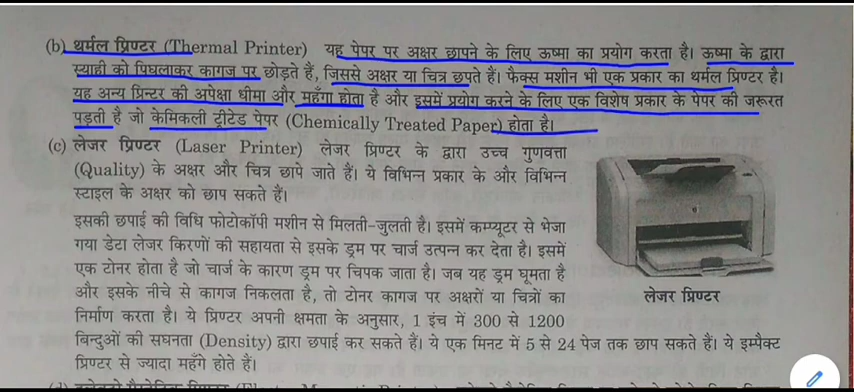 (b) थर्मल प्रिण्टर (Thermal Printer) यह पेपर पर अक्षर छापने के लिए ऊष्मा का प्रयोग करता है। ऊष्मा के द्वारा
स्याही को पिघलाकर कागज पर छोड़ते हैं, जिससे अक्षर या चित्र छपते हैं। फैक्स मशीन भी एक प्रकार का थर्मल प्रिण्टर है।
यह अन्य प्रिन्टर की अपेक्षा धीमा और महँगा होता है और इसमें प्रयोग करने के लिए एक विशेष प्रकार के पेपर की जरूरत
पड़ती है जो केमिकली ट्रीटेड पेपर (Chemically Treated Paper) होता है।
(c) लेजर प्रिण्टर (Laser Printer) लेजर प्रिण्टर के द्वारा उच्च गुणवत्ता
(Quality) के अक्षर और चित्र छापे जाते हैं। ये विभिन्न प्रकार के और विभिन्न
स्टाइल के अक्षर को छाप सकते हैं।
इसकी छपाई की विधि फोटोकॉपी मशीन से मिलती-जुलती है। इसमें कम्प्यूटर से भेजा
गया डेटा लेजर किरणों की सहायता से इसके ड्रम पर चार्ज उत्पन्न कर देता है। इसमें
एक टोनर होता है जो चार्ज के कारण ड्रम पर चिपक जाता है। जब यह ड्रम घूमता है
और इसके नीचे से कागज निकलता है, तो टोनर कागज पर अक्षरों या चित्रों का
निर्माण करता है। ये प्रिण्टर अपनी क्षमता के अनुसार, 1 इंच में 300 से 1200
बिन्दुओं की सघनता (Density) द्वारा छपाई कर सकते हैं। ये एक मिनट में 5 से 24 पेज तक छाप सकते हैं। ये इम्पैक्ट
प्रिण्टर से ज्यादा महँगे होते हैं।
लेजर प्रिण्टर